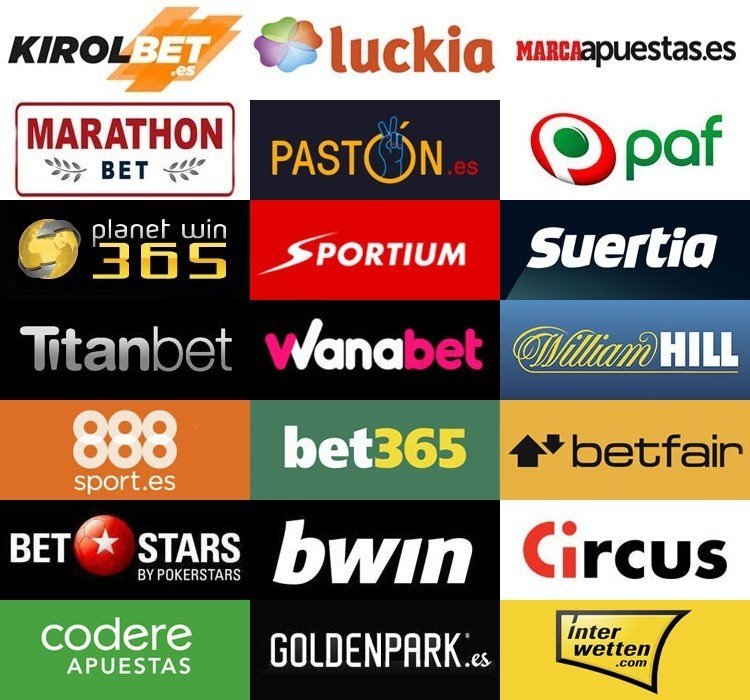 KIROLBET
.es
luckia
MARCAapuestas.es
MARATHON
BET
PASTÓN.es
paf
planet win
365
SPORTIUM
Suertia
Titanbet
Wanabet
William HILL
888
sport.es
bet365
betfair
BET STARS
BY POKERSTARS
bwin
Circus
codere
APUESTAS
GOLDENPARK.es
inter
wetten
.com